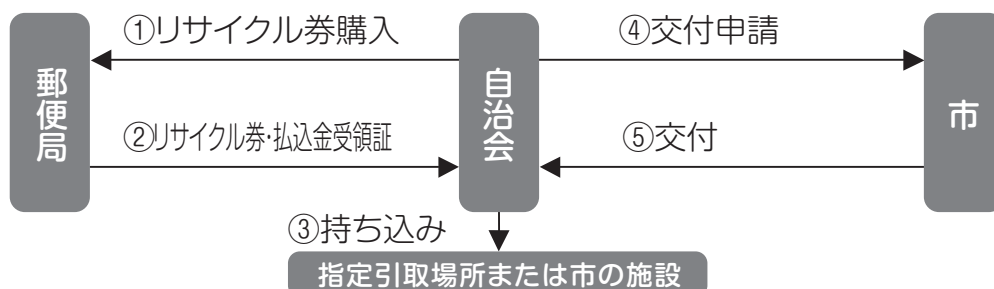 ①リサイクル券購入
④交付申請
郵便局
自治会
市
②リサイクル券・払込金受領証
⑤交付
③持ち込み
指定引取場所または市の施設